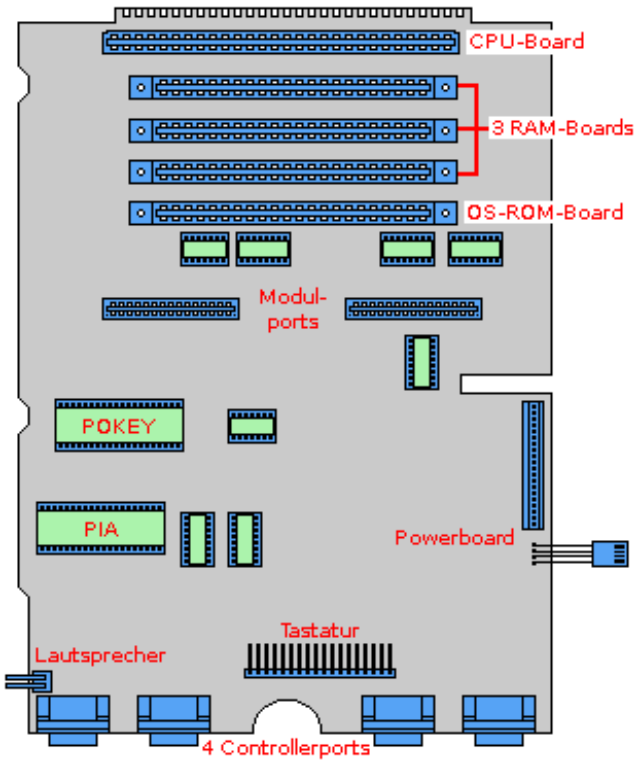 CPU-Board
3 RAM-Boards
OS-ROM-Board
Modul-
ports
POKEY
PIA
Powerboard
Tastatur
Lautsprecher
4 Controllerports